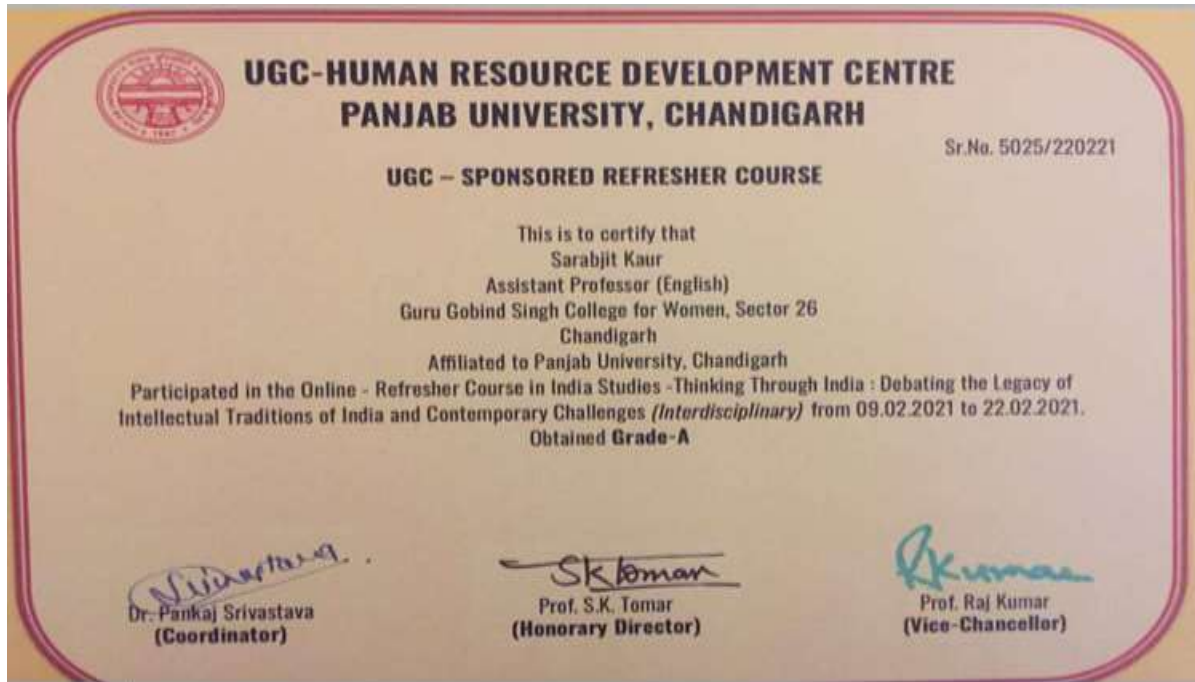 UGC-HUMAN RESOURCE DEVELOPMENT CENTRE
PANJAB UNIVERSITY, CHANDIGARH
Sr.No. 5025/220221
UGC – SPONSORED REFRESHER COURSE
This is to certify that
Sarabjit Kaur
Assistant Professor (English)
Guru Gobind Singh College for Women, Sector 26
Chandigarh
Affiliated to Panjab University, Chandigarh
Participated in the Online - Refresher Course in India Studies -Thinking Through India : Debating the Legacy of
Intellectual Traditions of India and Contemporary Challenges (Interdisciplinary) from 09.02.2021 to 22.02.2021.
Obtained Grade-A
SKTomar
RKumar
Dr. Pankaj Srivastava
Prof. S.K. Tomar
Prof. Raj Kumar
(Coordinator)
(Honorary Director)
(Vice-Chancellor)